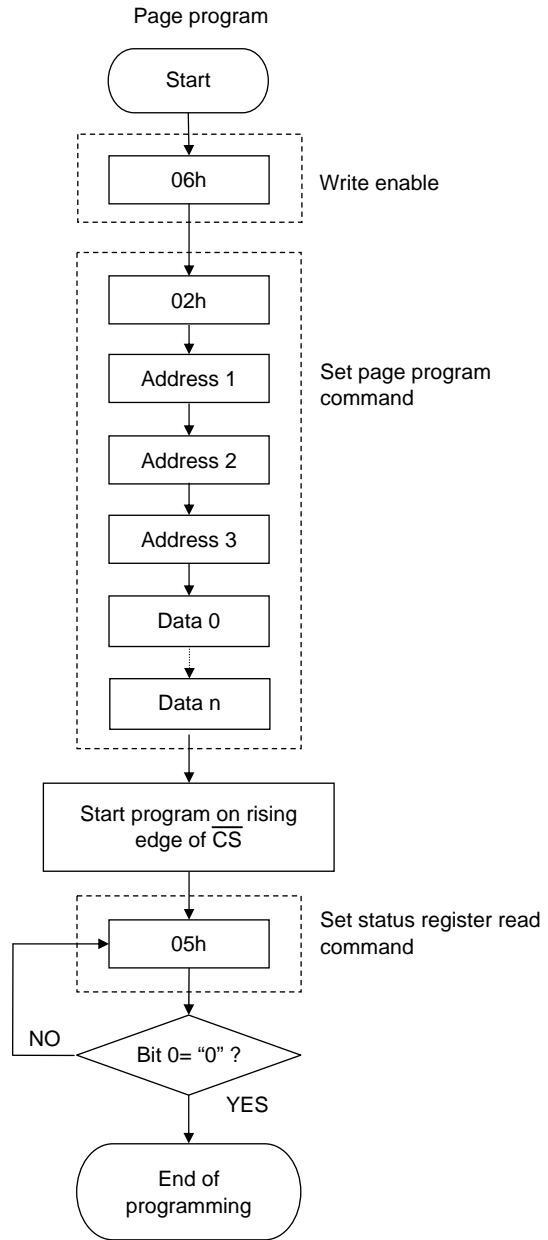 Page program
Start
06h
Write enable
02h
Address 1
Set page program
command
Address 2
Address 3
Data 0
Data n
Start program on rising
edge of C̅S̅
Set status register read
command
05h
NO
Bit 0= “0” ?
YES
End of
programming